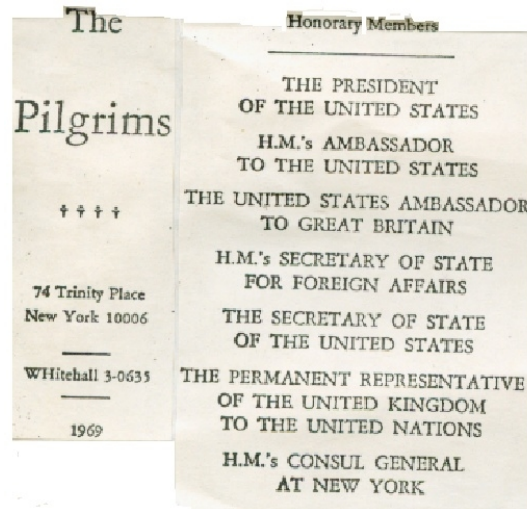 The
Pilgrims
† † † †
74 Trinity Place
New York 10006
WHitehall 3-0635
1969
Honorary Members
THE PRESIDENT
OF THE UNITED STATES
H.M.'s AMBASSADOR
TO THE UNITED STATES
THE UNITED STATES AMBASSADOR
TO GREAT BRITAIN
H.M.'s SECRETARY OF STATE
FOR FOREIGN AFFAIRS
THE SECRETARY OF STATE
OF THE UNITED STATES
THE PERMANENT REPRESENTATIVE
OF THE UNITED KINGDOM
TO THE UNITED NATIONS
H.M.'s CONSUL GENERAL
AT NEW YORK